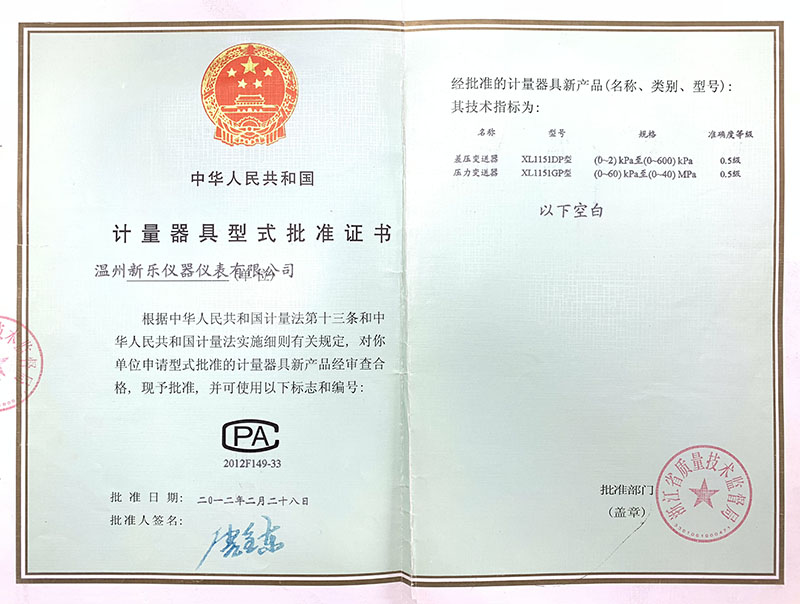 中华人民共和国
计量器具型式批准证书
温州新乐仪器仪表有限公司
(单位)
根据中华人民共和国计量法第十三条和中
华人民共和国计量法实施细则有关规定，对你
单位申请型式批准的计量器具新产品经审查合
格，现予批准，并可使用以下标志和编号：
CPA
2012F149-33
批准日期：二〇一二年二月二十八日
批准人签名：
经批准的计量器具新产品(名称、类别、型号)：
其技术指标为：
名称 型号 规格 准确度等级
差压变送器 XL1151DP型 (0~2) kPa至(0~600) kPa 0.5级
压力变送器 XL1151GP型 (0~60) kPa至(0~40) MPa 0.5级
以下空白
批准部门
(盖章)
浙江省质量技术监督局